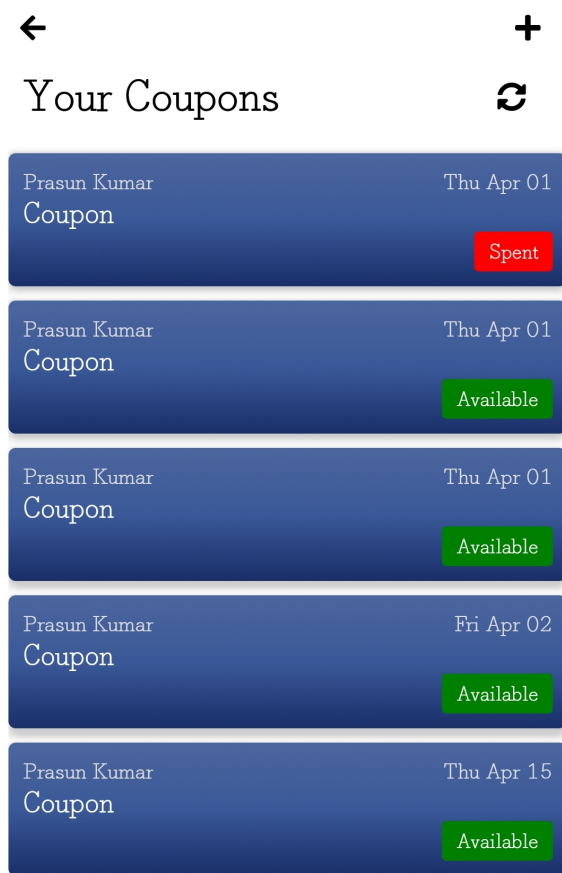 Your Coupons
Prasun Kumar Thu Apr 01
Coupon
Spent
Prasun Kumar Thu Apr 01
Coupon
Available
Prasun Kumar Thu Apr 01
Coupon
Available
Prasun Kumar Fri Apr 02
Coupon
Available
Prasun Kumar Thu Apr 15
Coupon
Available